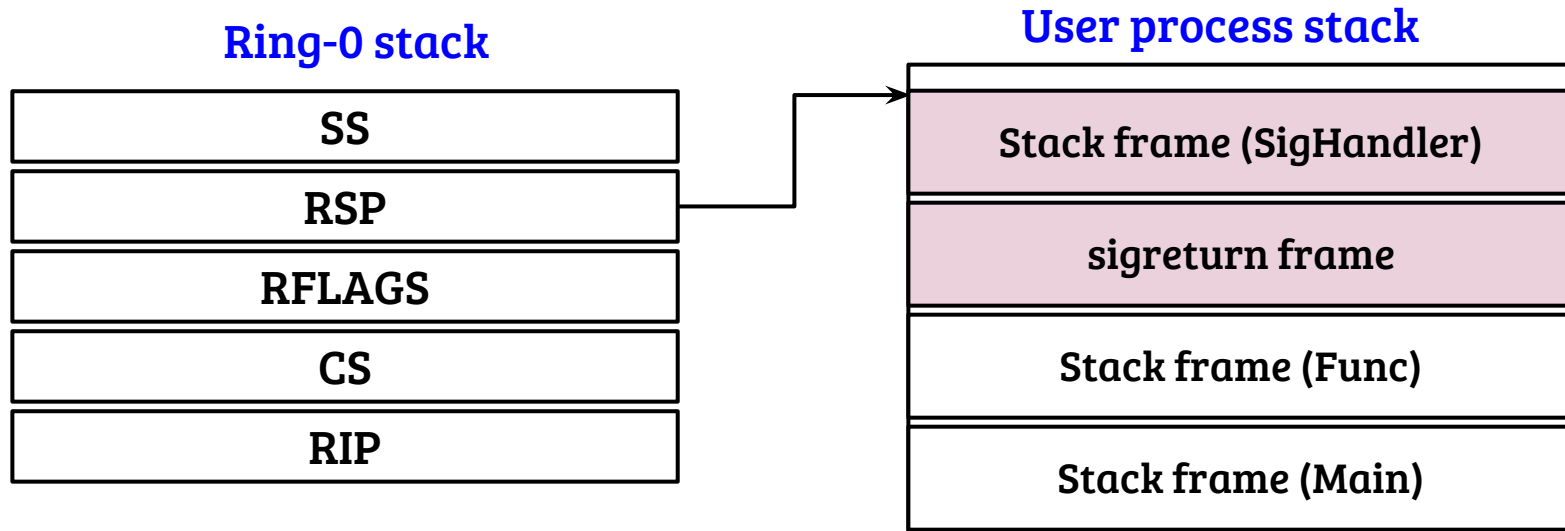 Ring-0 stack
SS
RSP
RFLAGS
CS
RIP
User process stack
Stack frame (SigHandler)
sigreturn frame
Stack frame (Func)
Stack frame (Main)